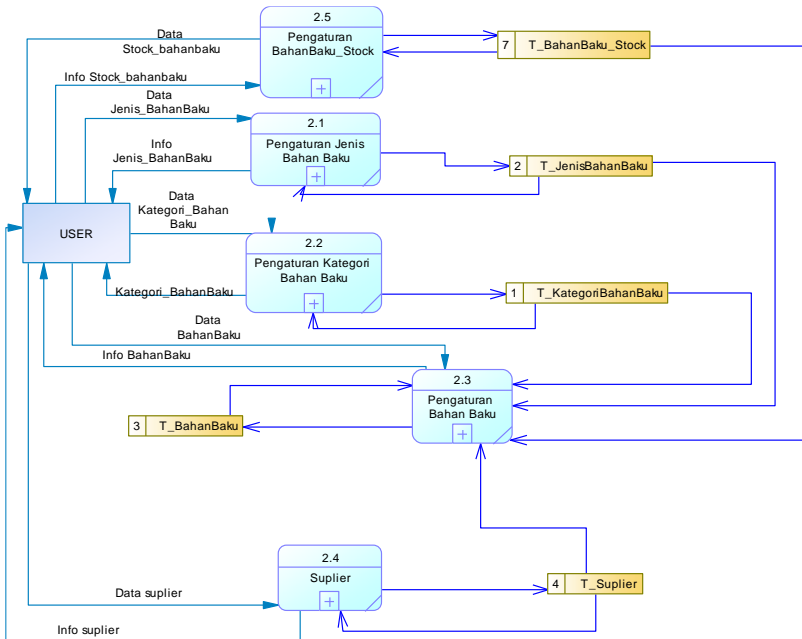 2.5
Data
Stock_bahanbaku
Pengaturan
BahanBaku_Stock
7 T_BahanBaku_Stock
Info Stock_bahanbaku
Data
Jenis_BahanBaku
2.1
Pengaturan Jenis
Bahan Baku
Info
Jenis_BahanBaku
2 T_JenisBahanBaku
Data
Kategori_Bahan
Baku
USER
2.2
Pengaturan Kategori
Bahan Baku
Kategori_BahanBaku
1 T_KategoriBahanBaku
Data
BahanBaku
Info BahanBaku
2.3
Pengaturan
Bahan Baku
3 T_BahanBaku
2.4
Suplier
4 T_Suplier
Data suplier
Info suplier